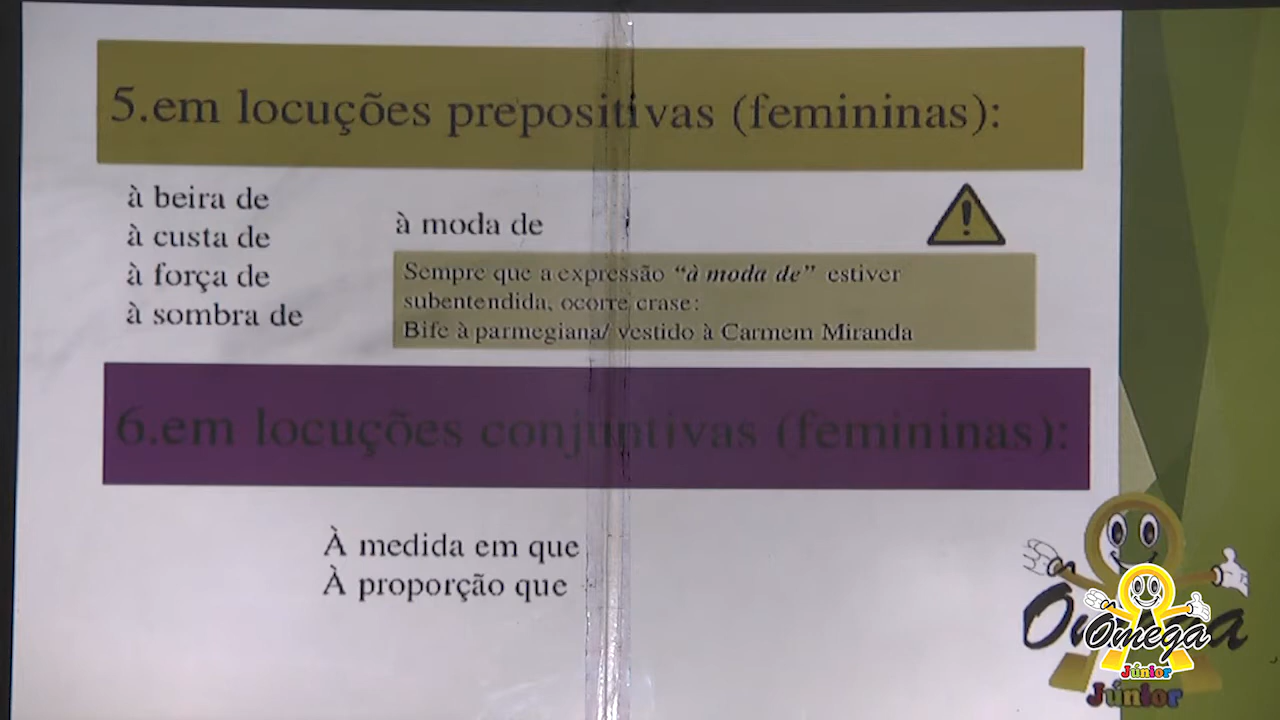 5.em locuções prepositivas (femininas):
à beira de
à custa de
à força de
à sombra de
à moda de
Sempre que a expressão “à moda de” estiver
subentendida, ocorre crase:
Bife à parmegiana/ vestido à Carmem Miranda
6.em locuções conjuntivas (femininas):
À medida em que
À proporção que
Omega
Júnior
Omega
Júnior